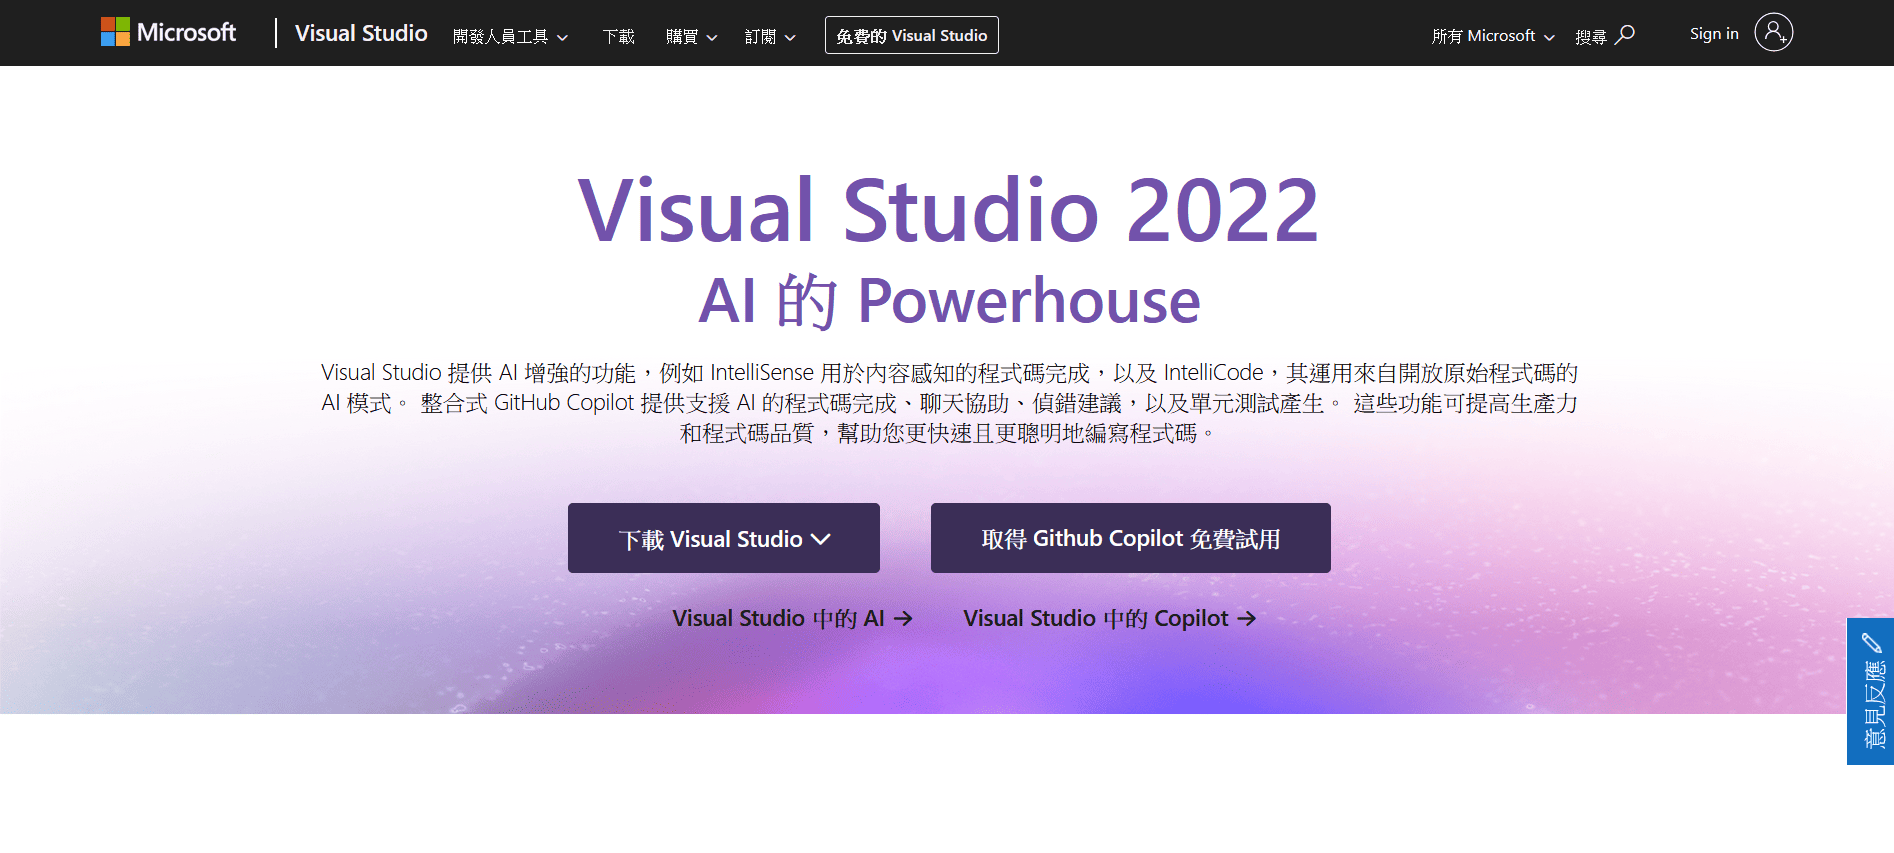 Microsoft Visual Studio 開發人員工具 下載 購買 訂閱 免費的 Visual Studio 所有 Microsoft 搜尋 Sign in
Visual Studio 2022
AI 的 Powerhouse
Visual Studio 提供 AI 增強的功能，例如 IntelliSense 用於內容感知的程式碼完成，以及 IntelliCode，其運用來自開放原始程式碼的
AI 模式。 整合式 GitHub Copilot 提供支援 AI 的程式碼完成、聊天協助、偵錯建議，以及單元測試產生。 這些功能可提高生產力
和程式碼品質，幫助您更快速且更聰明地編寫程式碼。
下載 Visual Studio 取得 Github Copilot 免費試用
Visual Studio 中的 AI → Visual Studio 中的 Copilot →
意見反應